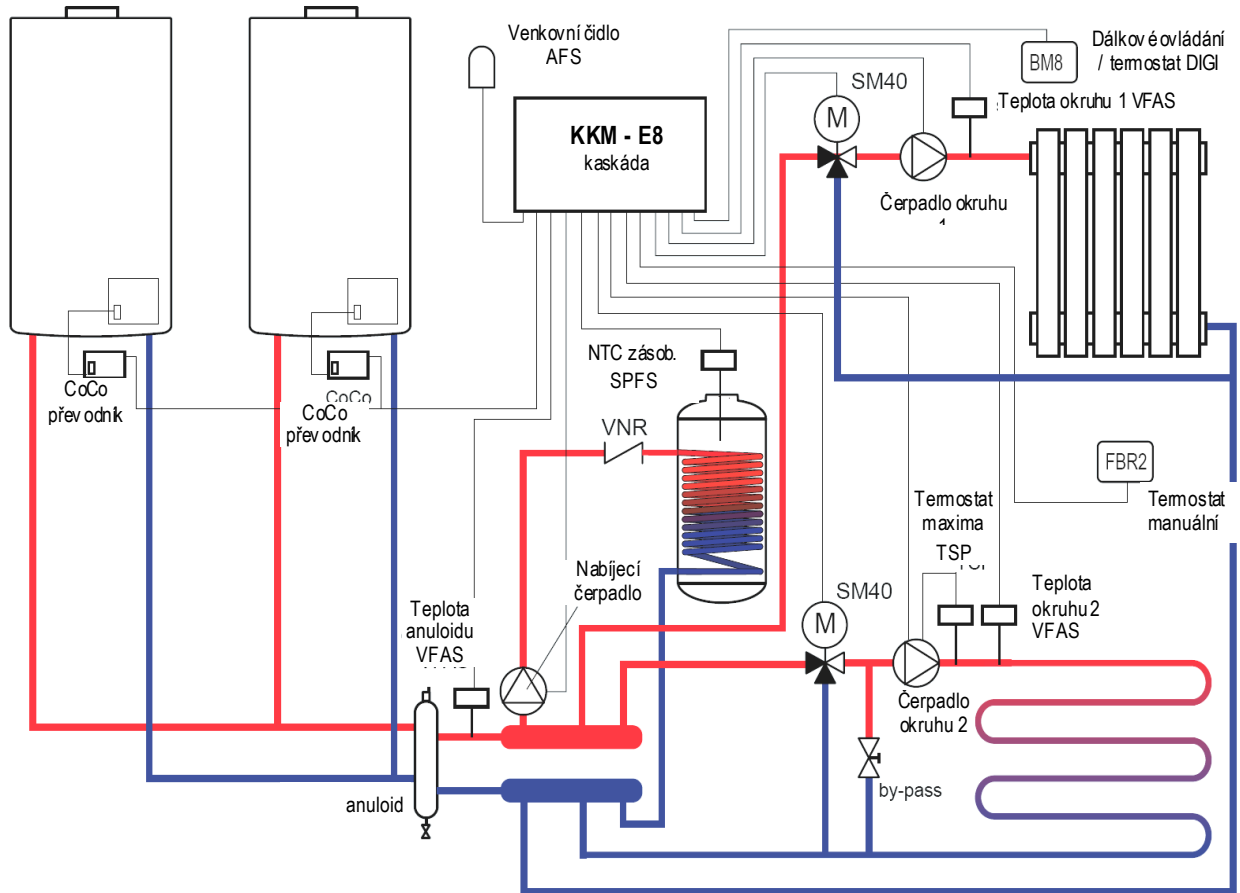 Venkovní čidlo
AFS
KKM - E8
kaskáda
SM40
M
BM8
Dálkové ovládání
/ termostat DIGI
Teplota okruhu 1 VFAS
Čerpadlo okruhu
1
CoCo
převodník
CoCo
CoCo
převodník
NTC zásob.
SPFS
VNR
FBR2
Termostat
manuální
Termostat
maxima
TSP
Nabíjecí
čerpadlo
Teplota
anuloidu
VFAS
SM40
M
Teplota
okruhu 2
VFAS
Čerpadlo
okruhu 2
by-pass
anuloid